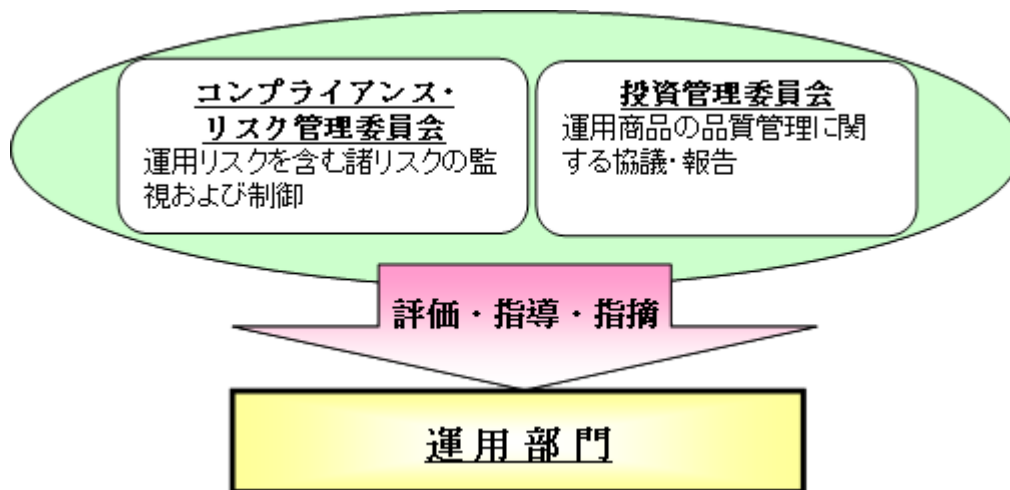 コンプライアンス・
リスク管理委員会
運用リスクを含む諸リスクの監
視および制御
投資管理委員会
運用商品の品質管理に関
する協議・報告
評価・指導・指摘
運用部門